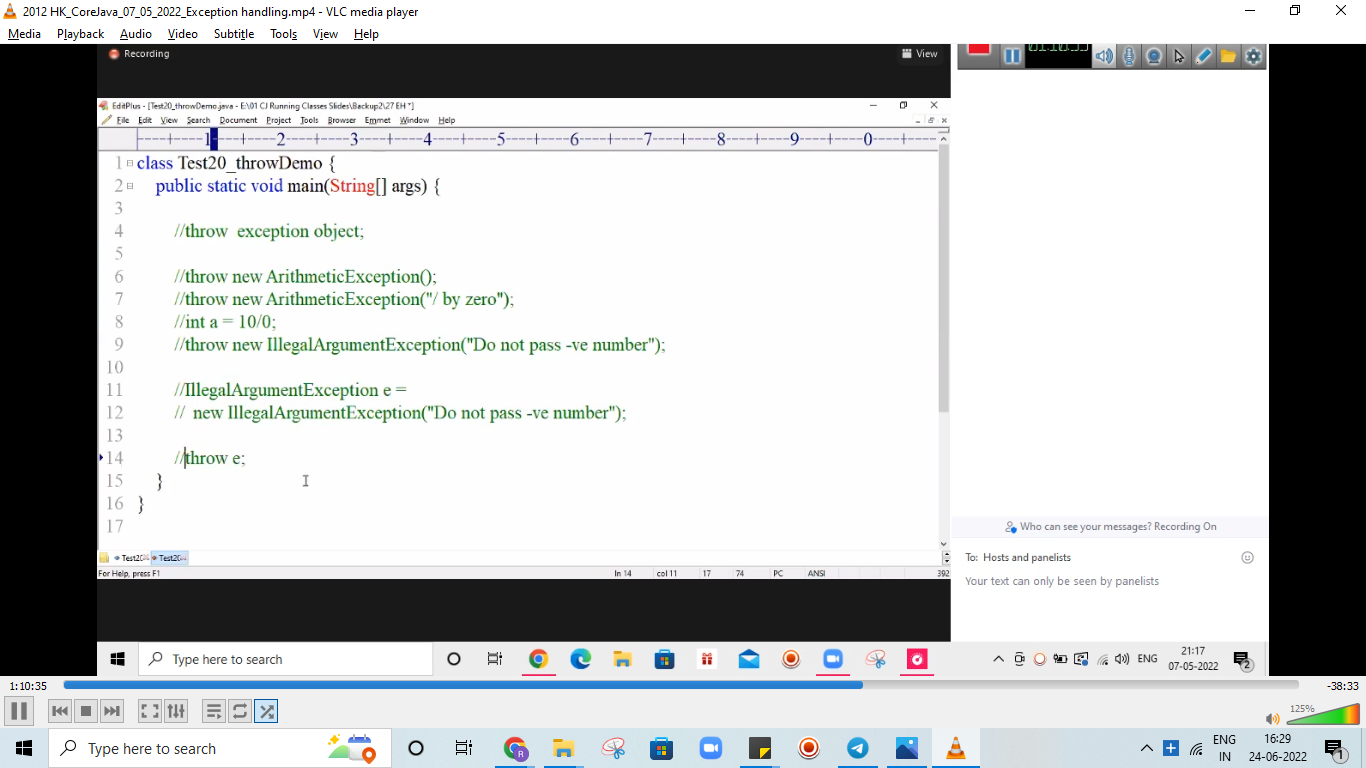 2012 HK_CoreJava_07_05_2022_Exception handling.mp4 - VLC media player
Media Playback Audio Video Subtitle Tools View Help
Recording
View
EditPlus - [Test20_throwDemo.java - E:\01 CJ Running Classes Slides\Backup2\27 EH *]
File Edit View Search Document Project Tools Browser Emmet Window Help
1 2 3 4 5 6 7 8 9 0
1 class Test20_throwDemo {
2 public static void main(String[] args) {
3
4 //throw  exception object;
5
6 //throw new ArithmeticException();
7 //throw new ArithmeticException("/ by zero");
8 //int a = 10/0;
9 //throw new IllegalArgumentException("Do not pass -ve number");
10
11 //IllegalArgumentException e =
12 //  new IllegalArgumentException("Do not pass -ve number");
13
14 //throw e;
15 }
16 }
17
Who can see your messages? Recording On
To: Hosts and panelists
Your text can only be seen by panelists
For Help, press F1
ln 14 col 11 17 74 PC ANSI 392
Type here to search
ENG
21:17
07-05-2022
2
1:10:35
-38:33
125%
Type here to search
R
ENG
IN
16:29
24-06-2022
1